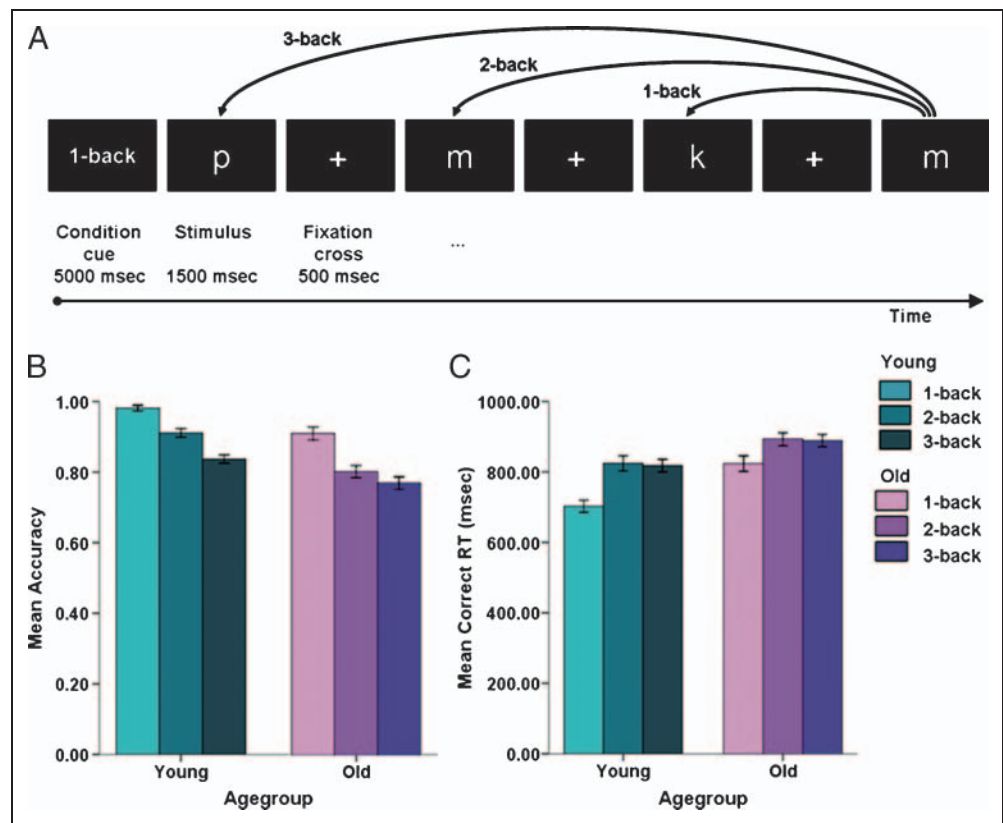 A
3-back
2-back
1-back
1-back
p
+
m
+
k
+
m
Condition
cue
5000 msec
Stimulus
1500 msec
Fixation
cross
500 msec
...
Time
B
Mean Accuracy
1.00
0.80
0.60
0.40
0.20
0.00
Young
Old
Agegroup
C
Mean Correct RT (msec)
1000.00
800.00
600.00
400.00
200.00
0.00
Young
Old
Agegroup
Young
1-back
2-back
3-back
Old
1-back
2-back
3-back